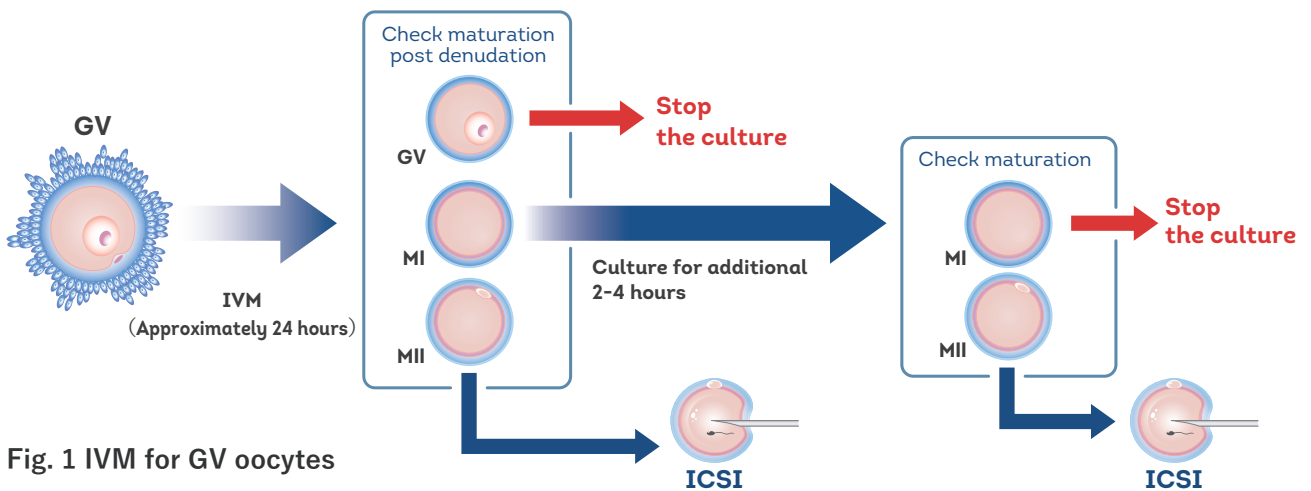 GV
IVM
(Approximately 24 hours)
Check maturation
post denudation
GV
MI
MII
Stop
the culture
Culture for additional
2-4 hours
ICSI
Check maturation
MI
MII
Stop
the culture
ICSI
Fig. 1 IVM for GV oocytes